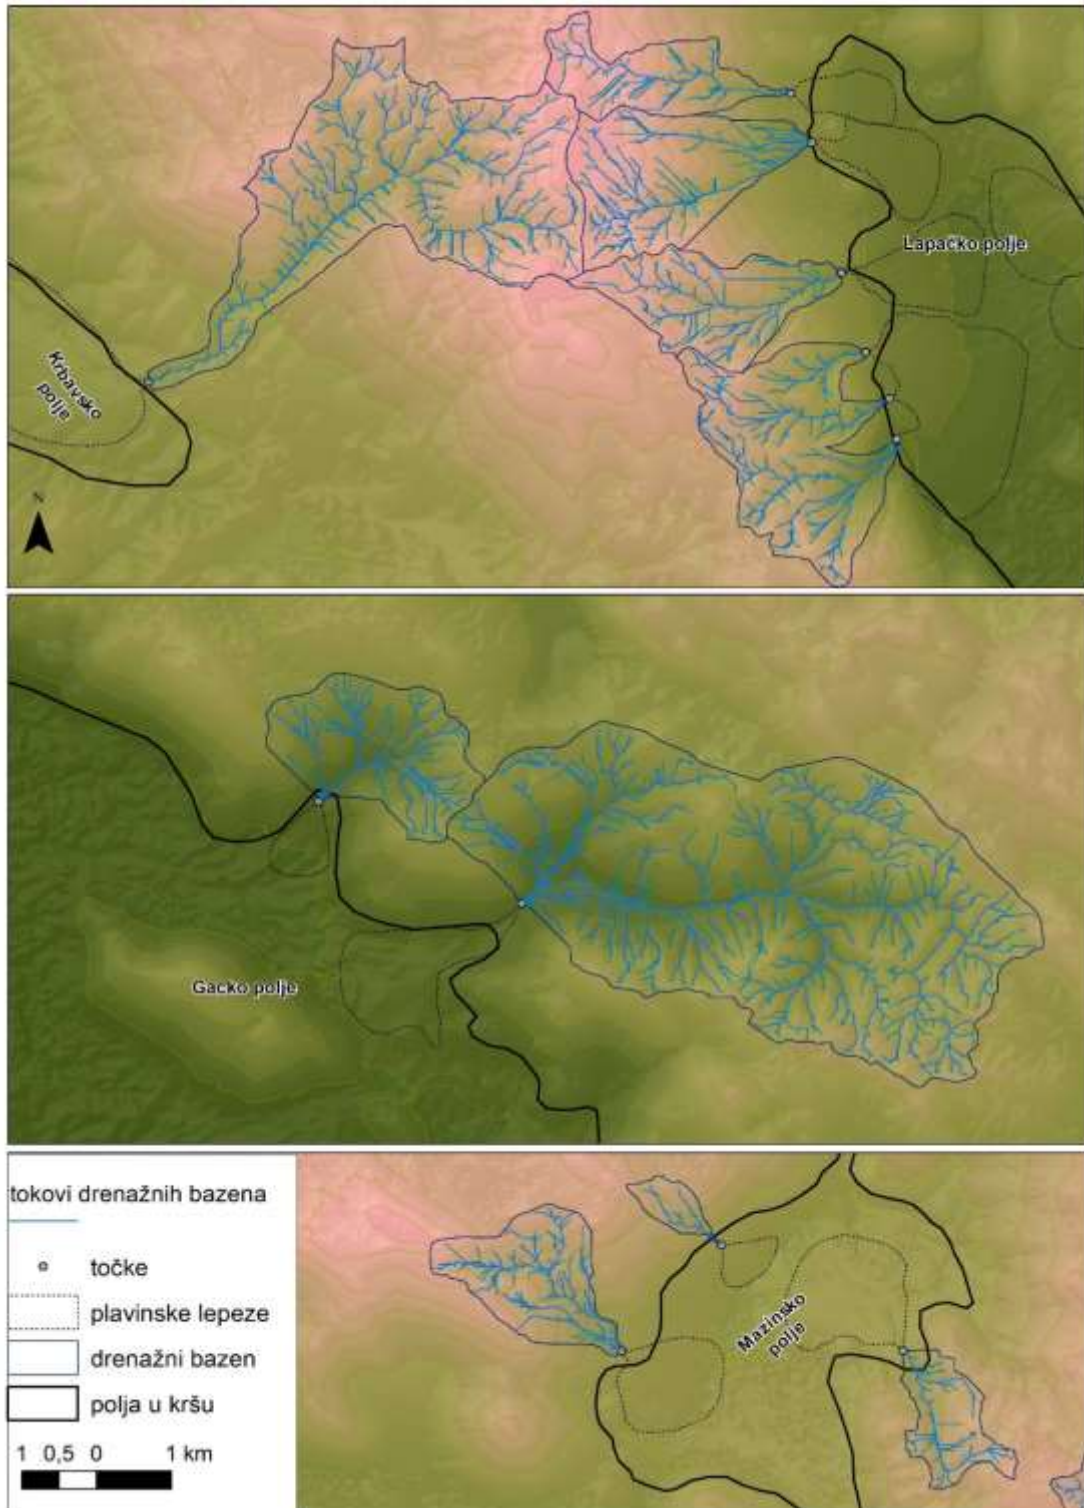 Lapačko polje
Krbavsko
polje
N
Gacko polje
tokovi drenažnih bazena
točke
plavinske lepeze
drenažni bazen
polja u kršu
1 0,5 0 1 km
Mazinsko
polje